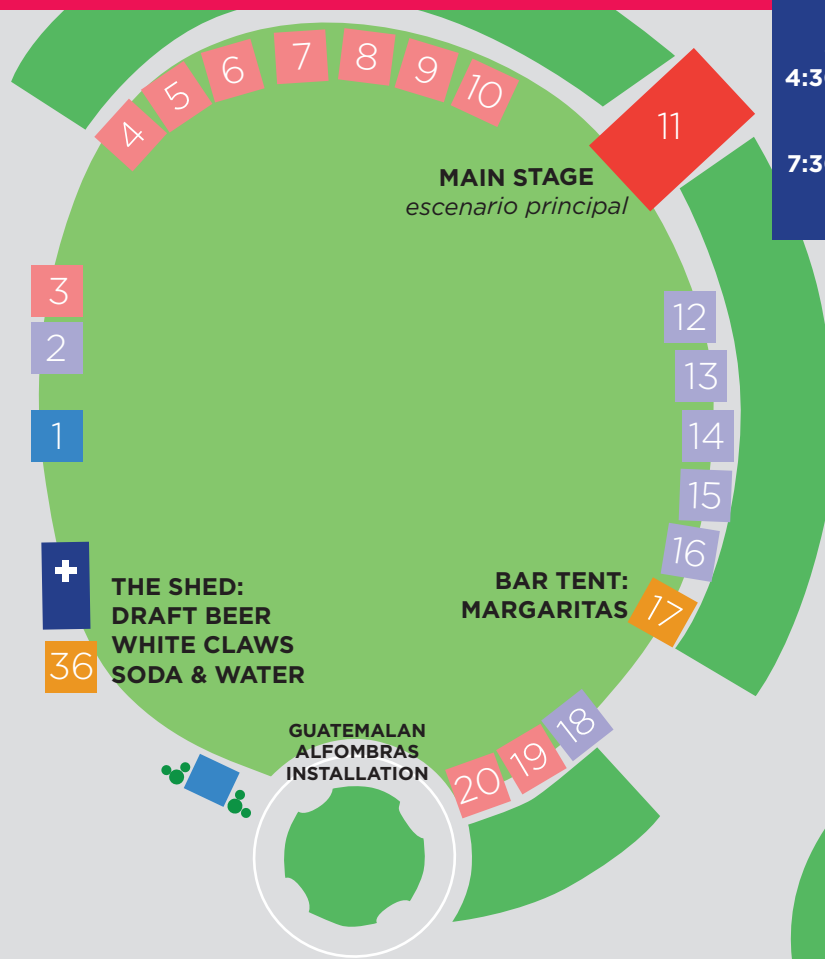 4:3
7:3
4
5
6
7
8
9
10
11
MAIN STAGE
escenario principal
3
2
1
12
13
14
15
16
THE SHED:
DRAFT BEER
WHITE CLAWS
SODA & WATER
36
BAR TENT:
MARGARITAS
17
18
19
20
GUATEMALAN
ALFOMBRAS
INSTALLATION